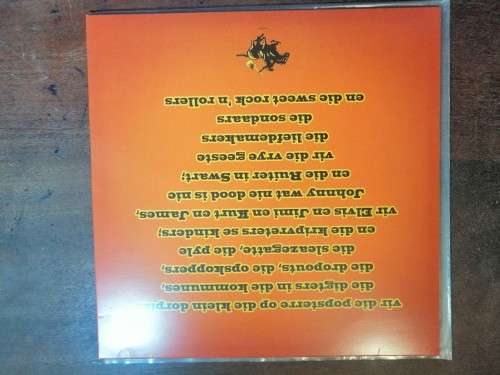 vir die popsterre op die klein dorpies
die digters in die kommunes,
die dropouts, die opskoppers,
die sleazegatte, die pyle
en die kripvreters se kinders;
vir Elvis en Jimi en Kurt en James,
Johnny wat nie dood is nie
en die Ruiter in Swart;
vir die vrye geeste
die liefdemakers
die sondaars
en die sweet rock 'n rollers